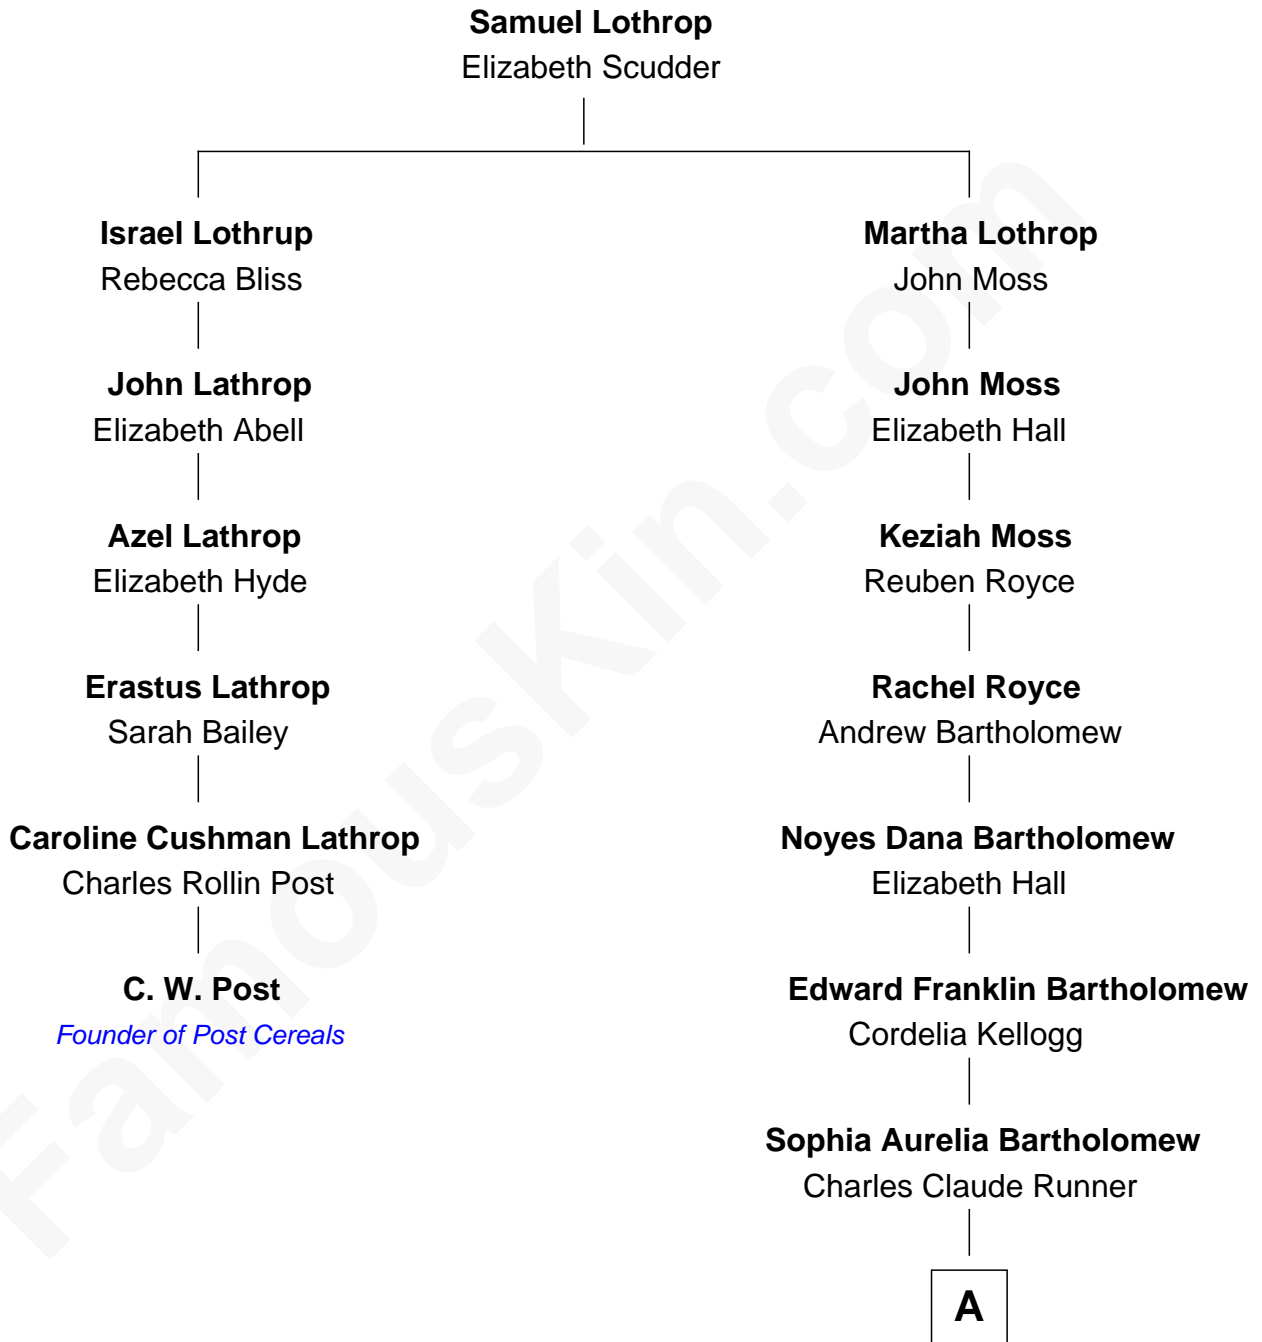 Samuel Lothrop
Elizabeth Scudder
Israel Lothrup
Rebecca Bliss
John Lathrop
Elizabeth Abell
Azel Lathrop
Elizabeth Hyde
Erastus Lathrop
Sarah Bailey
Caroline Cushman Lathrop
Charles Rollin Post
C. W. Post
Founder of Post Cereals
Martha Lothrop
John Moss
John Moss
Elizabeth Hall
Keziah Moss
Reuben Royce
Rachel Royce
Andrew Bartholomew
Noyes Dana Bartholomew
Elizabeth Hall
Edward Franklin Bartholomew
Cordelia Kellogg
Sophia Aurelia Bartholomew
Charles Claude Runner
A
FamousKin.com